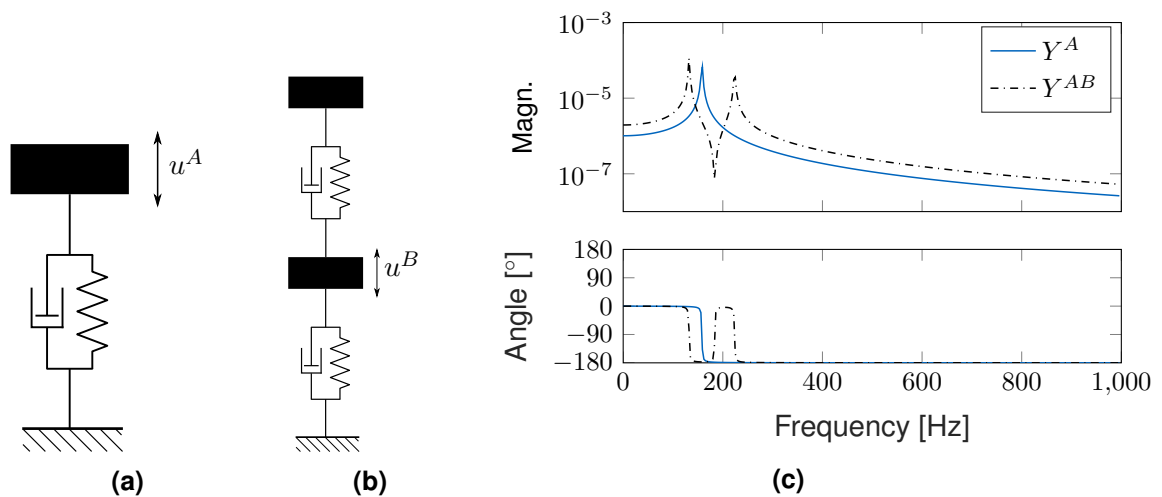 u^A
(a)
u^B
(b)
Magn.
10^−3
10^−5
10^−7
Y^A
Y^AB
Angle [°]
180
90
0
−90
−180
0 200 400 600 800 1,000
Frequency [Hz]
(c)